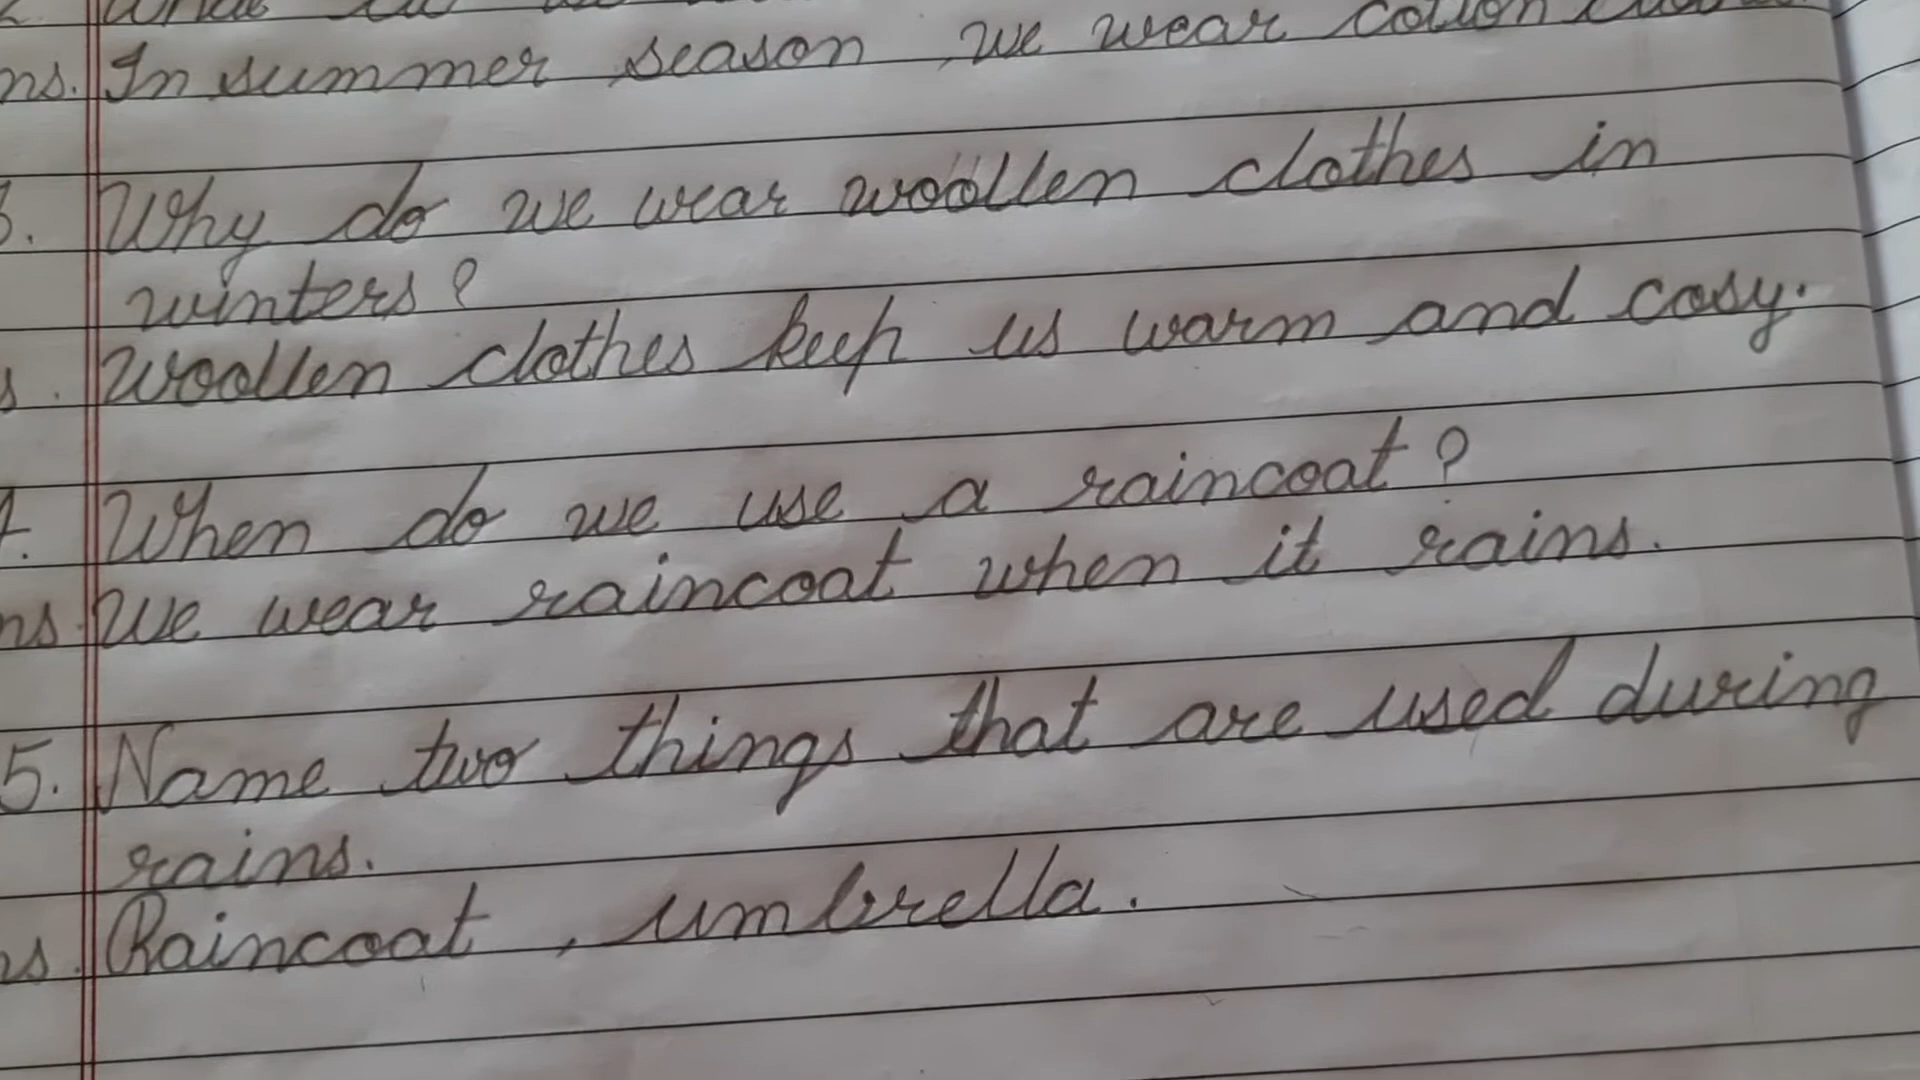 ns. In summer season, we wear cotton
3. Why do we wear woollen clothes in
winters?
s. Woollen clothes keep us warm and cosy.
4. When do we use a raincoat?
ns We wear raincoat when it rains.
5. Name two things that are used during
rains.
ns. Raincoat, umbrella.